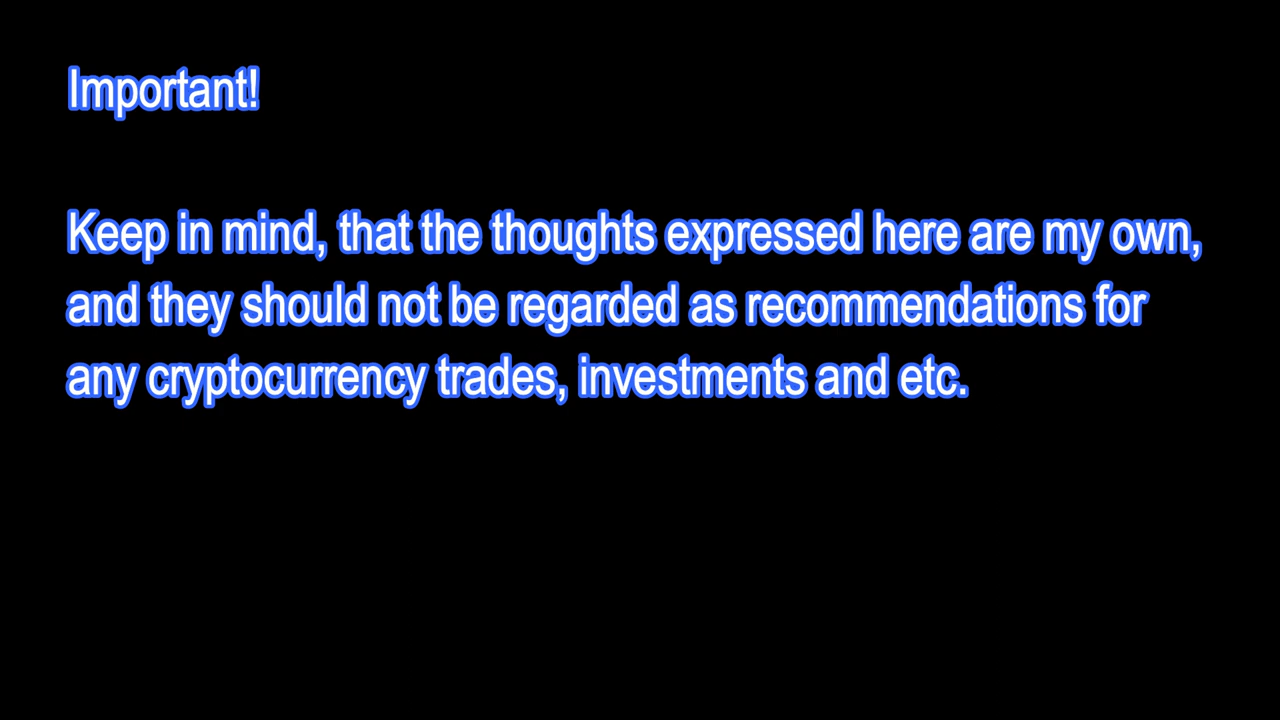 Important!
Keep in mind, that the thoughts expressed here are my own,
and they should not be regarded as recommendations for
any cryptocurrency trades, investments and etc.